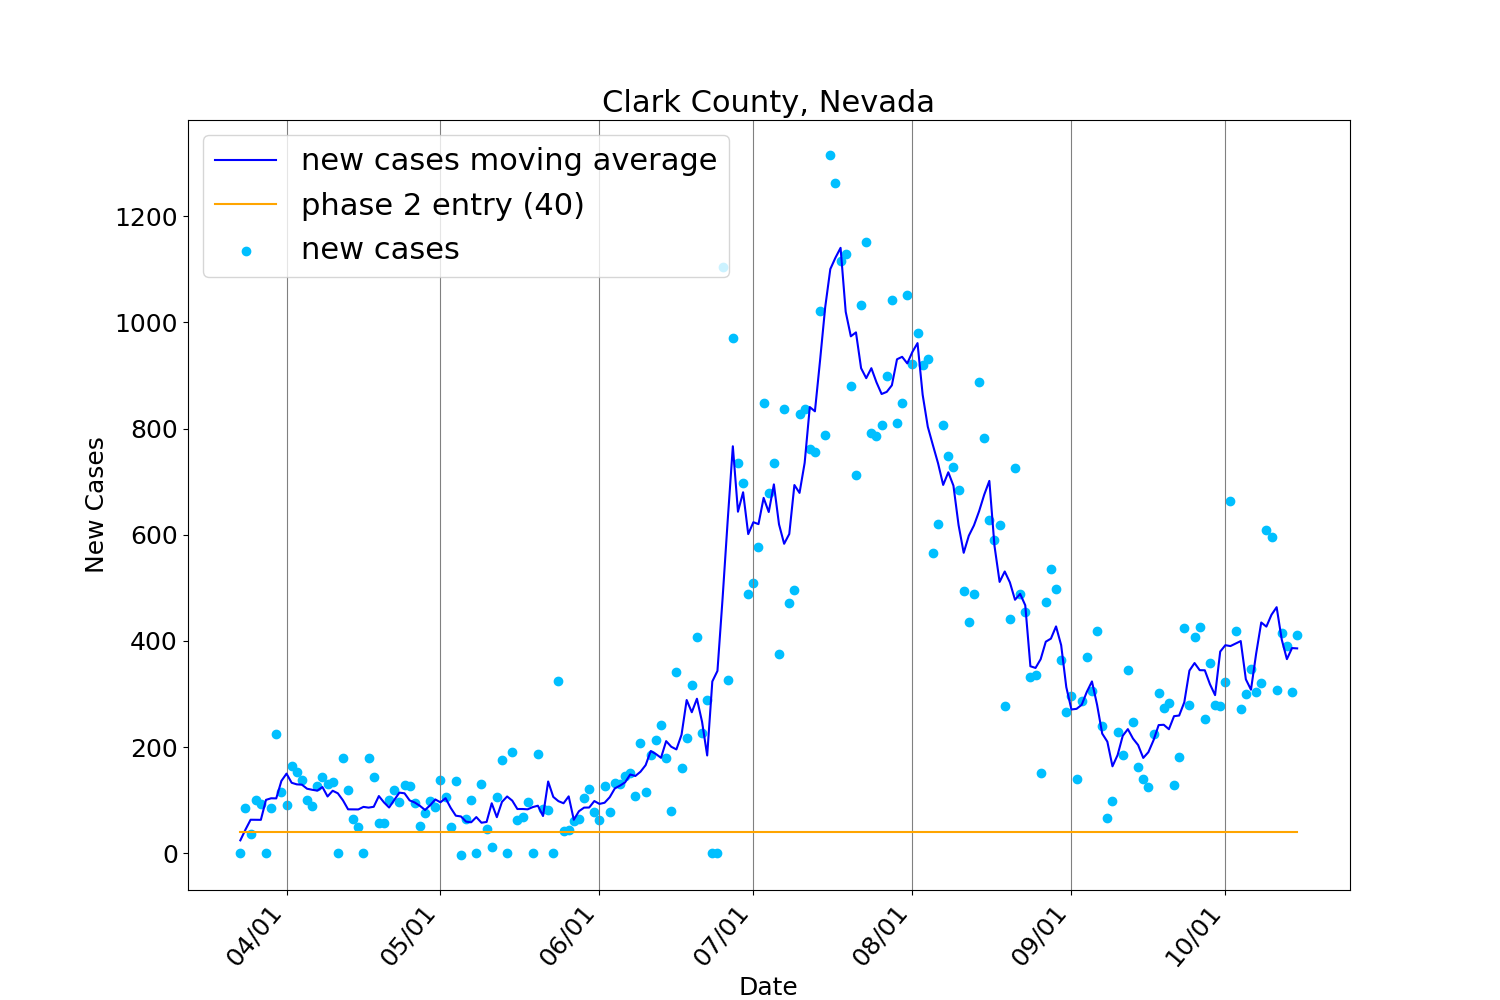 Clark County, Nevada
new cases moving average
phase 2 entry (40)
new cases
1200
1000
800
600
400
200
0
New Cases
04/01
05/01
06/01
07/01
08/01
09/01
10/01
Date